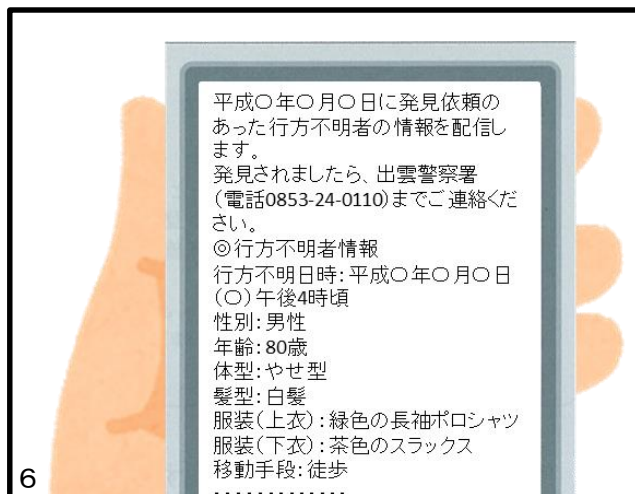 平成○年○月○日に発見依頼の
あった行方不明者の情報を配信し
ます。
発見されましたら、出雲警察署
(電話0853-24-0110)までご連絡くだ
さい。
◎行方不明者情報
行方不明日時:平成○年○月○日
(○)午後4時頃
性別:男性
年齢:80歳
体型:やせ型
髪型:白髪
服装(上衣):緑色の長袖ポロシャツ
服装(下衣):茶色のスラックス
移動手段:徒歩
・・・・・・・・・・・・・
6